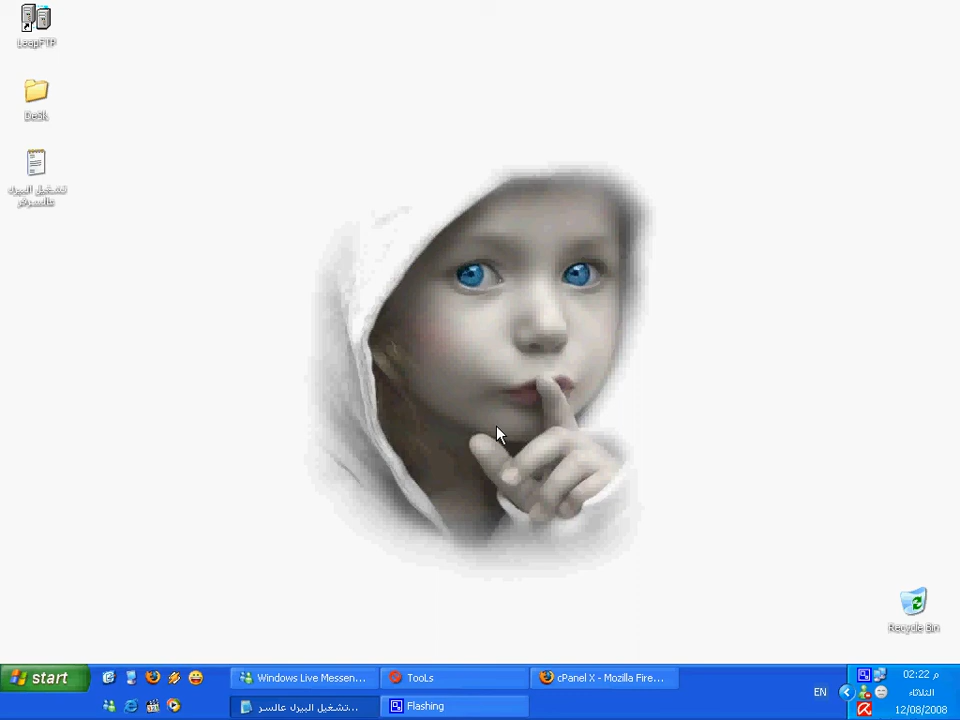 LeapFTP
DeSk
تشغيل البيرل
عالسرفر
Recycle Bin
start
Windows Live Messen...
TooLs
cPanel X - Mozilla Fire...
تشغيل البيرل عالسر...
Flashing
EN
02:22 م
الثلاثاء
12/08/2008